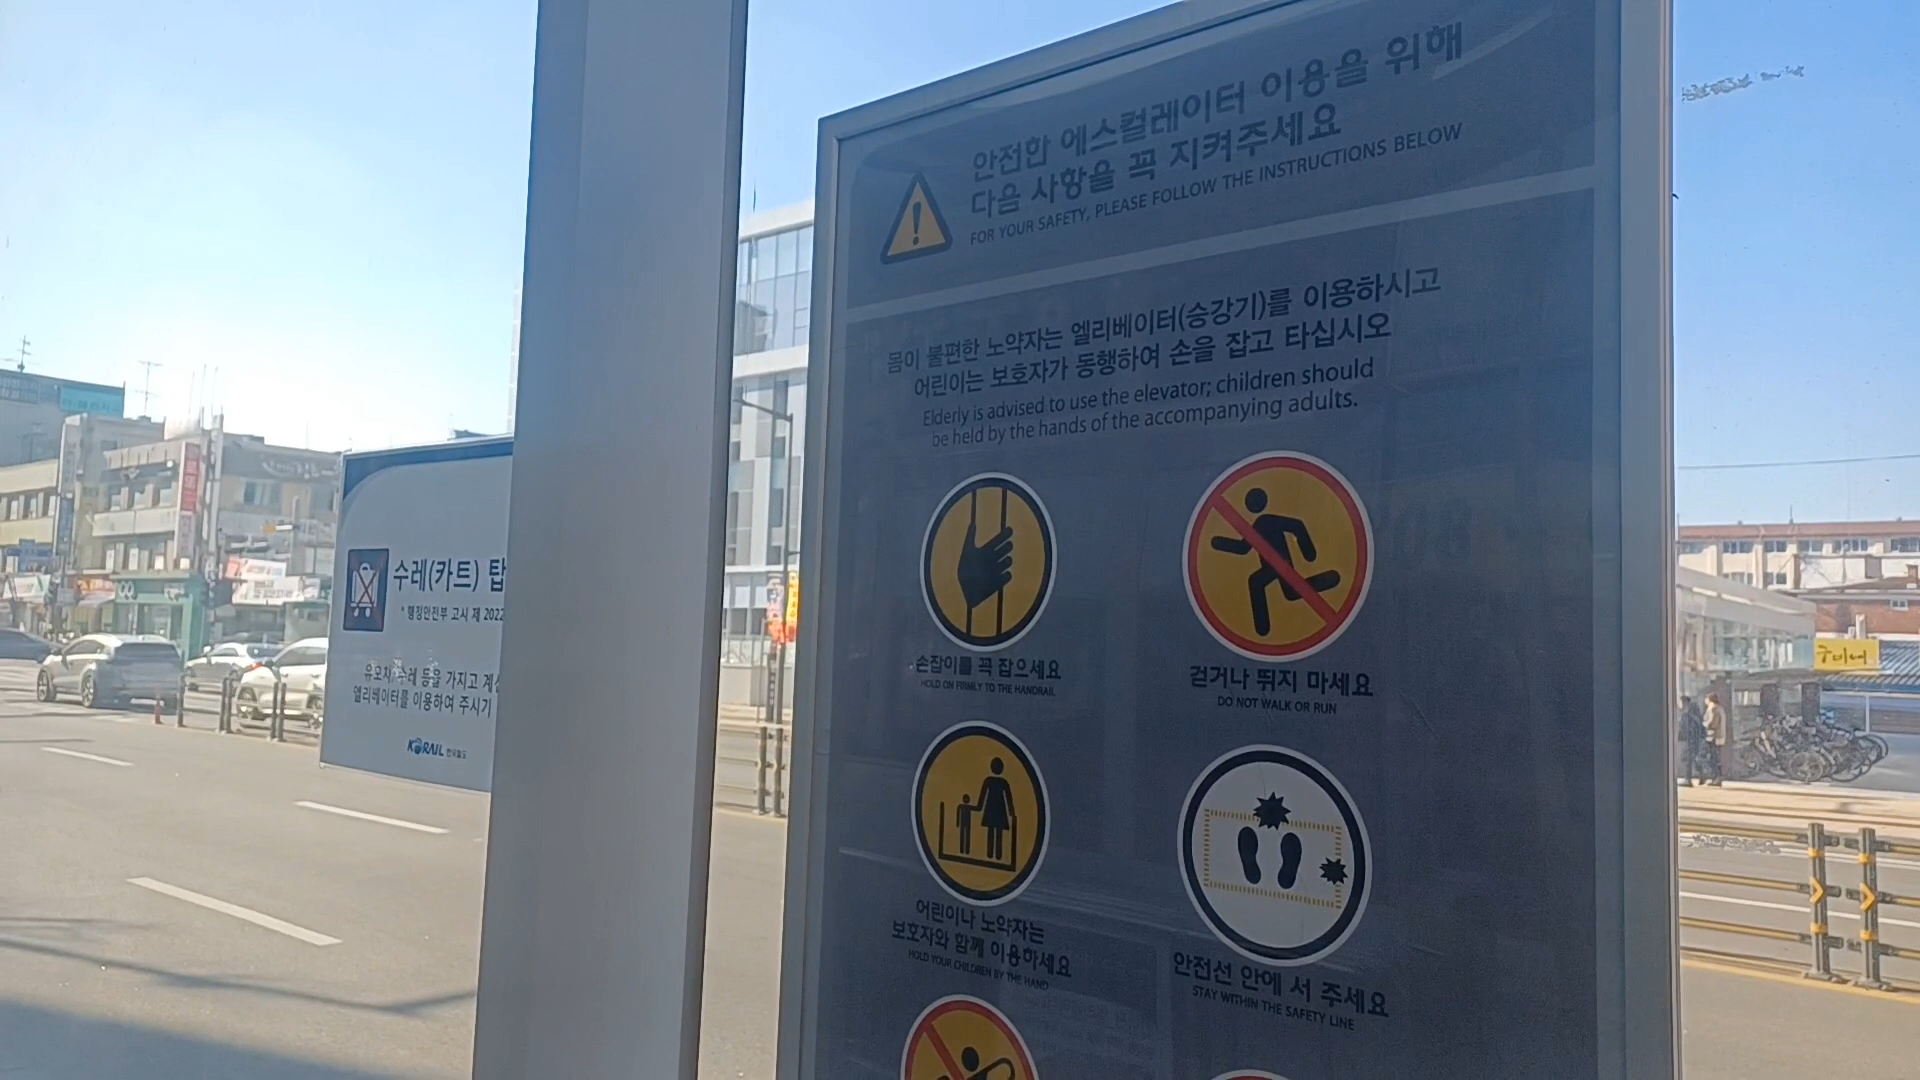 안전한 에스컬레이터 이용을 위해
다음 사항을 꼭 지켜주세요
FOR YOUR SAFETY, PLEASE FOLLOW THE INSTRUCTIONS BELOW
몸이 불편한 노약자는 엘리베이터(승강기)를 이용하시고
어린이는 보호자가 동행하여 손을 잡고 타십시오
Elderly is advised to use the elevator; children should
be held by the hands of the accompanying adults.
손잡이를 꼭 잡으세요
HOLD ON FIRMLY TO THE HANDRAIL
걷거나 뛰지 마세요
DO NOT WALK OR RUN
어린이나 노약자는
보호자와 함께 이용하세요
HOLD YOUR CHILDREN BY THE HAND
안전선 안에 서 주세요
STAY WITHIN THE SAFETY LINE
수레(카트) 탑
* 행정안전부 고시 제 2022
유모차, 수레 등을 가지고 계신
엘리베이터를 이용하여 주시기
KORAIL 한국철도